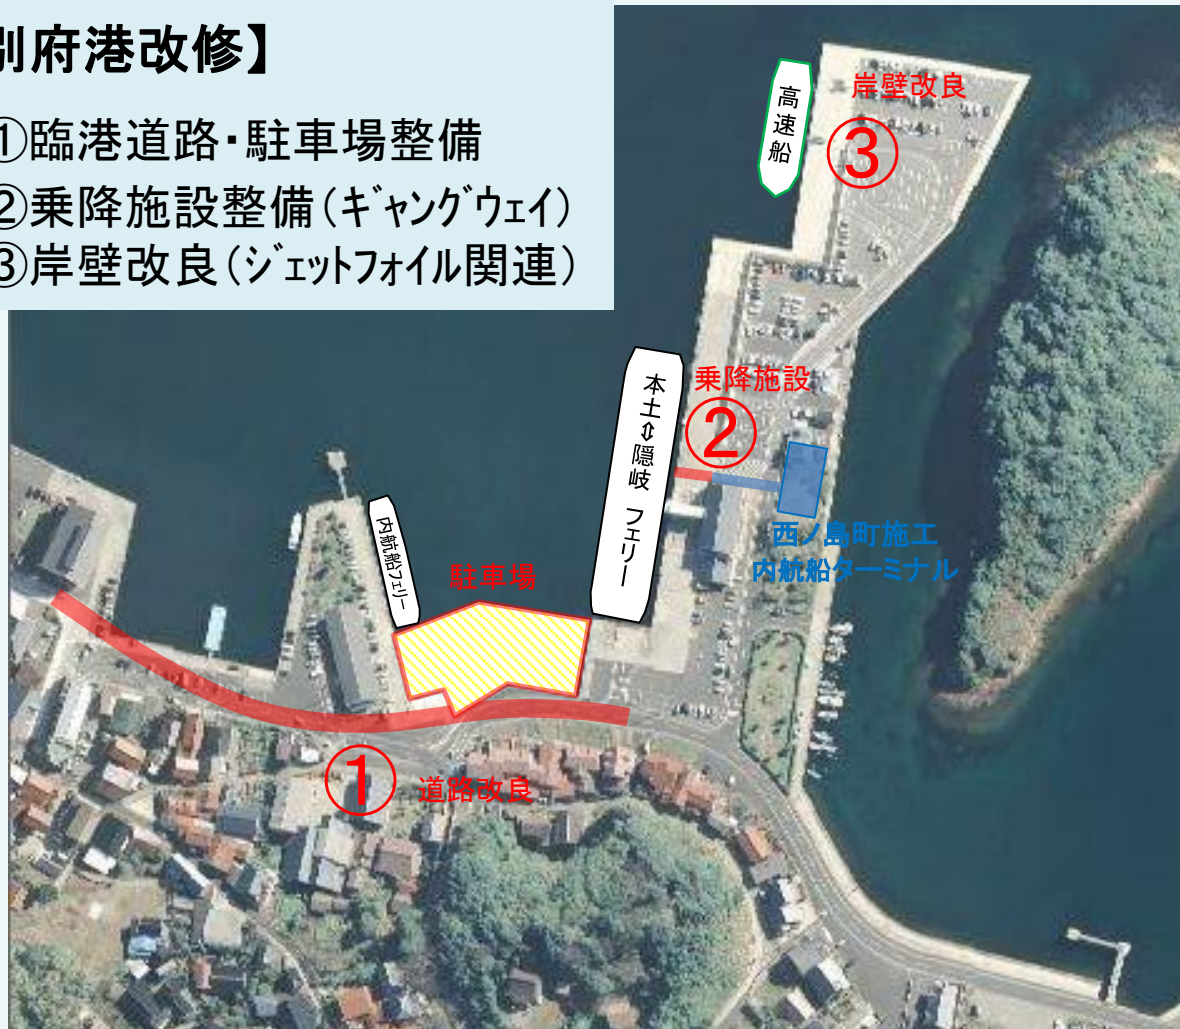 別府港改修】
①臨港道路・駐車場整備
②乗降施設整備(ｷﾞｬﾝｸﾞｳｪｲ)
③岸壁改良(ｼﾞｪｯﾄﾌｫｲﾙ関連)
高速船
岸壁改良
③
本土⇔隠岐 フェリー
乗降施設
②
西ノ島町施工
内航船ターミナル
内航船フェリー
駐車場
①
道路改良